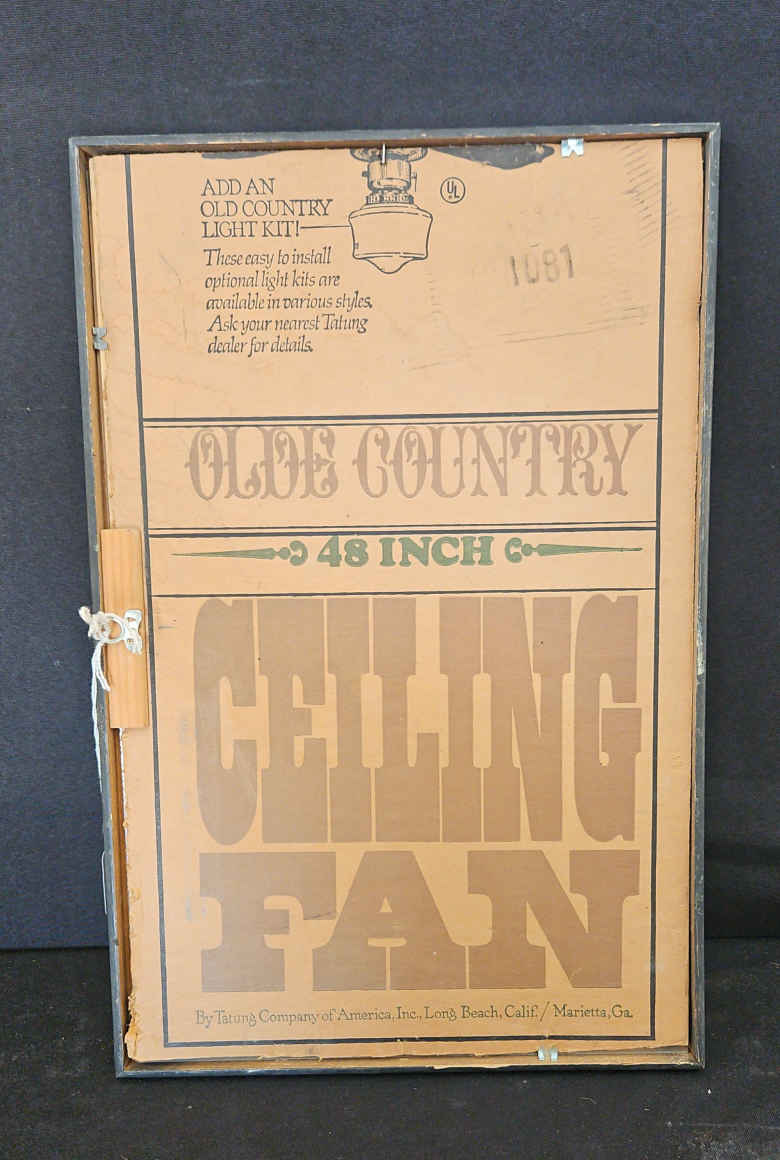 ADD AN
OLD COUNTRY
LIGHT KIT!
UL
These easy to install
optional light kits are
available in various styles.
Ask your nearest Tatung
dealer for details.
1081
OLDE COUNTRY
48 INCH
CEILING
FAN
By Tatung Company of America, Inc., Long Beach, Calif. / Marietta, Ga.